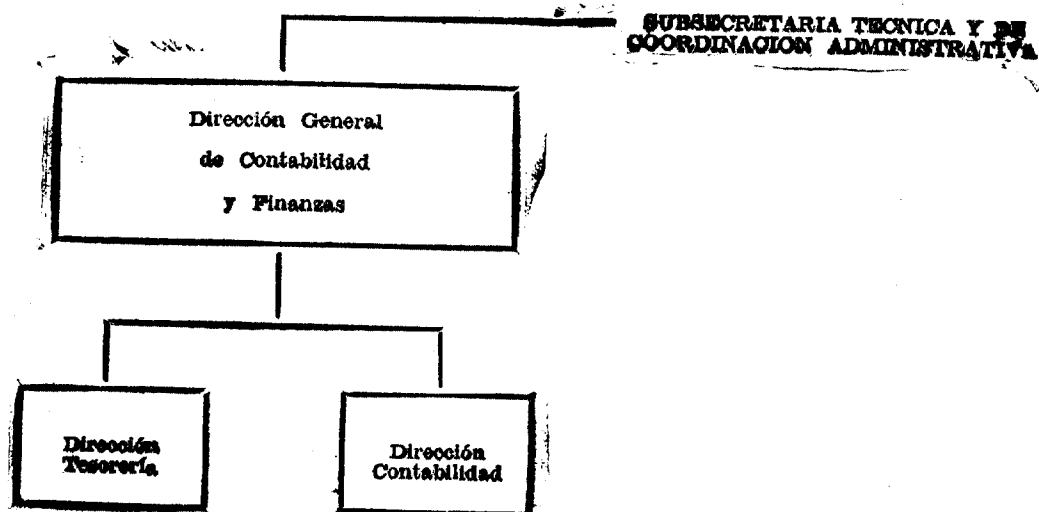 SUBSECRETARIA TECNICA Y DE
COORDINACION ADMINISTRATIVA
Dirección General
de Contabilidad
y Finanzas
Dirección
Tesorería
Dirección
Contabilidad